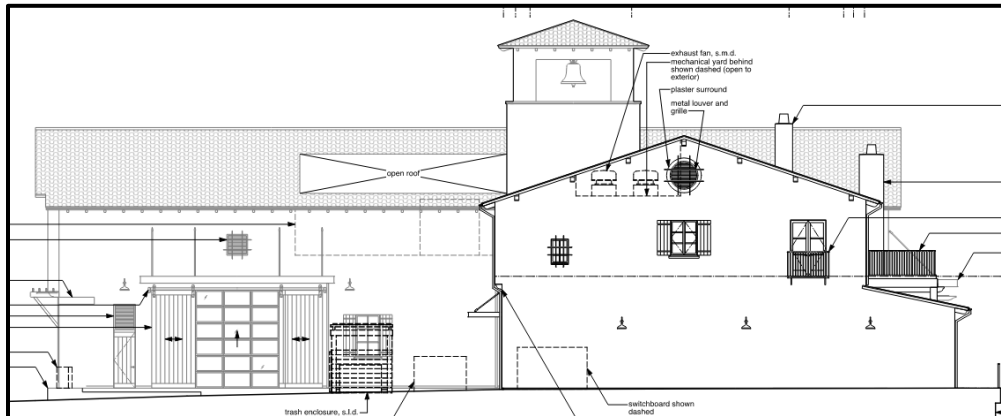 exhaust fan, s.m.d.
mechanical yard behind
shown dashed (open to
exterior)
plaster surround
metal louver and
grille
open roof
trash enclosure, s.l.d.
switchboard shown
dashed